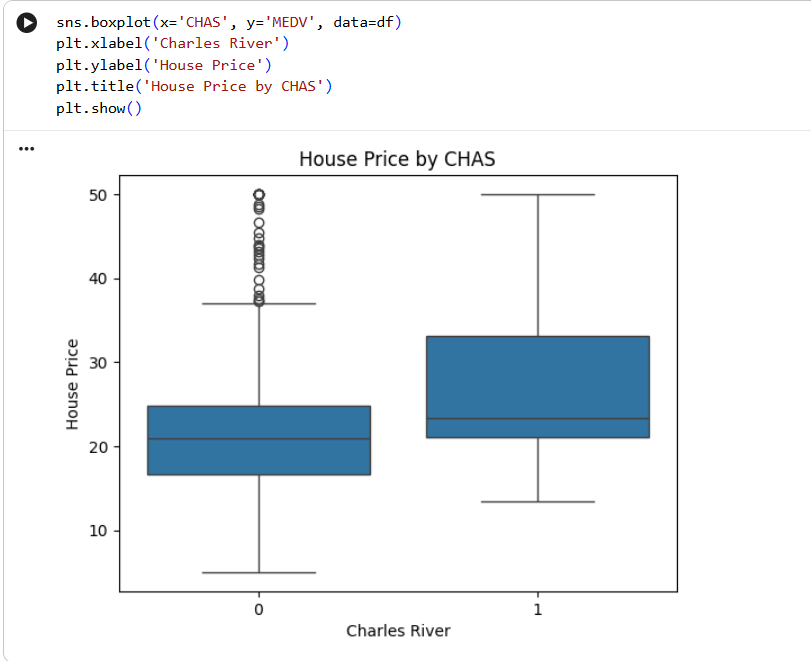 sns.boxplot(x='CHAS', y='MEDV', data=df)
plt.xlabel('Charles River')
plt.ylabel('House Price')
plt.title('House Price by CHAS')
plt.show()
House Price by CHAS
50
40
30
20
10
House Price
0 1
Charles River